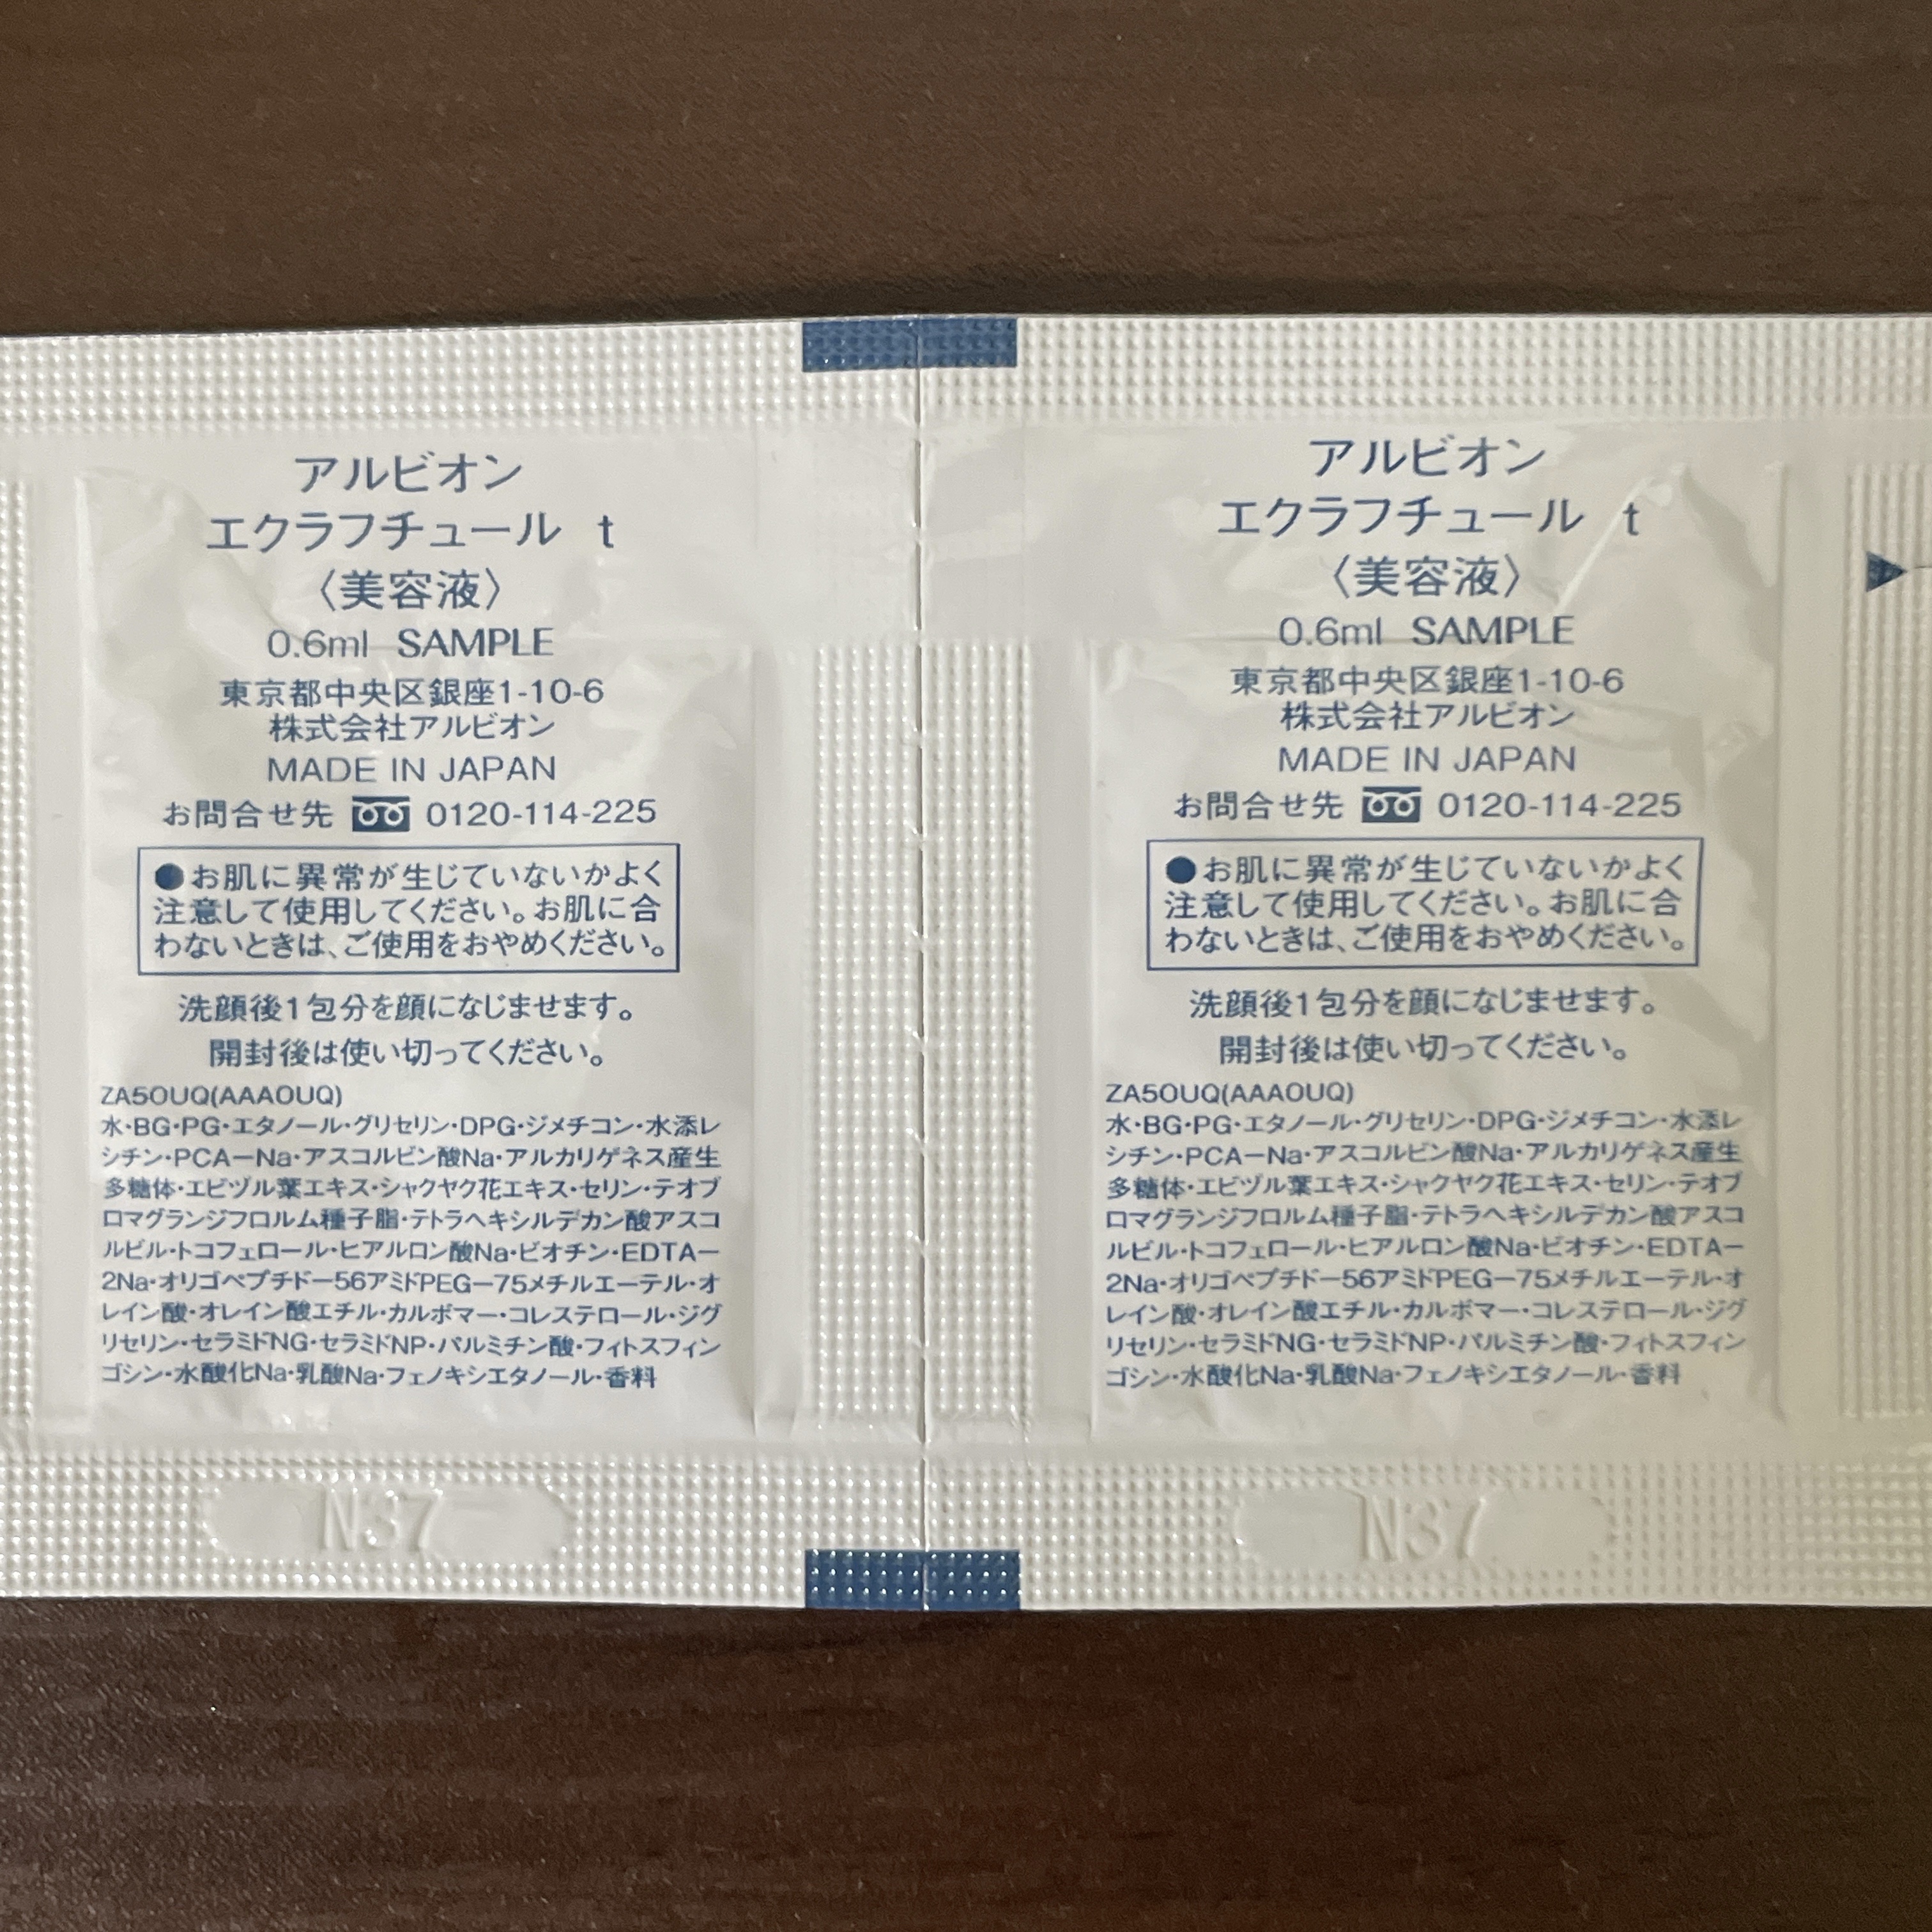 アルビオン
エクラフチュール t
〈美容液〉
0.6ml SAMPLE
東京都中央区銀座1-10-6
株式会社アルビオン
MADE IN JAPAN
お問合せ先 0120-114-225
●お肌に異常が生じていないかよく
注意して使用してください。お肌に合
わないときは、ご使用をおやめください。
洗顔後1包分を顔になじませます。
開封後は使い切ってください。
ZA50UQ(AAA0UQ)
水・BG・PG・エタノール・グリセリン・DPG・ジメチコン・水添レ
シチン・PCA－Na・アスコルビン酸Na・アルカリゲネス産生
多糖体・エビヅル葉エキス・シャクヤク花エキス・セリン・テオブ
ロマグランジフロルム種子脂・テトラヘキシルデカン酸アスコ
ルビル・トコフェロール・ヒアルロン酸Na・ビオチン・EDTA－
2Na・オリゴペプチド－56アミドPEG－75メチルエーテル・オ
レイン酸・オレイン酸エチル・カルボマー・コレステロール・ジグ
リセリン・セラミドNG・セラミドNP・パルミチン酸・フィトスフィン
ゴシン・水酸化Na・乳酸Na・フェノキシエタノール・香料
N37
アルビオン
エクラフチュール t
〈美容液〉
0.6ml SAMPLE
東京都中央区銀座1-10-6
株式会社アルビオン
MADE IN JAPAN
お問合せ先 0120-114-225
●お肌に異常が生じていないかよく
注意して使用してください。お肌に合
わないときは、ご使用をおやめください。
洗顔後1包分を顔になじませます。
開封後は使い切ってください。
ZA50UQ(AAA0UQ)
水・BG・PG・エタノール・グリセリン・DPG・ジメチコン・水添レ
シチン・PCA－Na・アスコルビン酸Na・アルカリゲネス産生
多糖体・エビヅル葉エキス・シャクヤク花エキス・セリン・テオブ
ロマグランジフロルム種子脂・テトラヘキシルデカン酸アスコ
ルビル・トコフェロール・ヒアルロン酸Na・ビオチン・EDTA－
2Na・オリゴペプチド－56アミドPEG－75メチルエーテル・オ
レイン酸・オレイン酸エチル・カルボマー・コレステロール・ジグ
リセリン・セラミドNG・セラミドNP・パルミチン酸・フィトスフィン
ゴシン・水酸化Na・乳酸Na・フェノキシエタノール・香料
N37